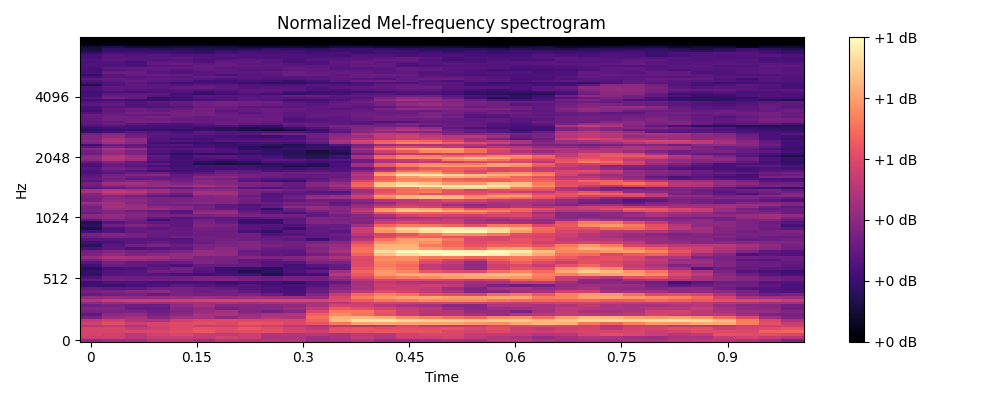 Normalized Mel-frequency spectrogram
Hz
4096
2048
1024
512
0
0 0.15 0.3 0.45 0.6 0.75 0.9
Time
+1 dB
+1 dB
+1 dB
+0 dB
+0 dB
+0 dB